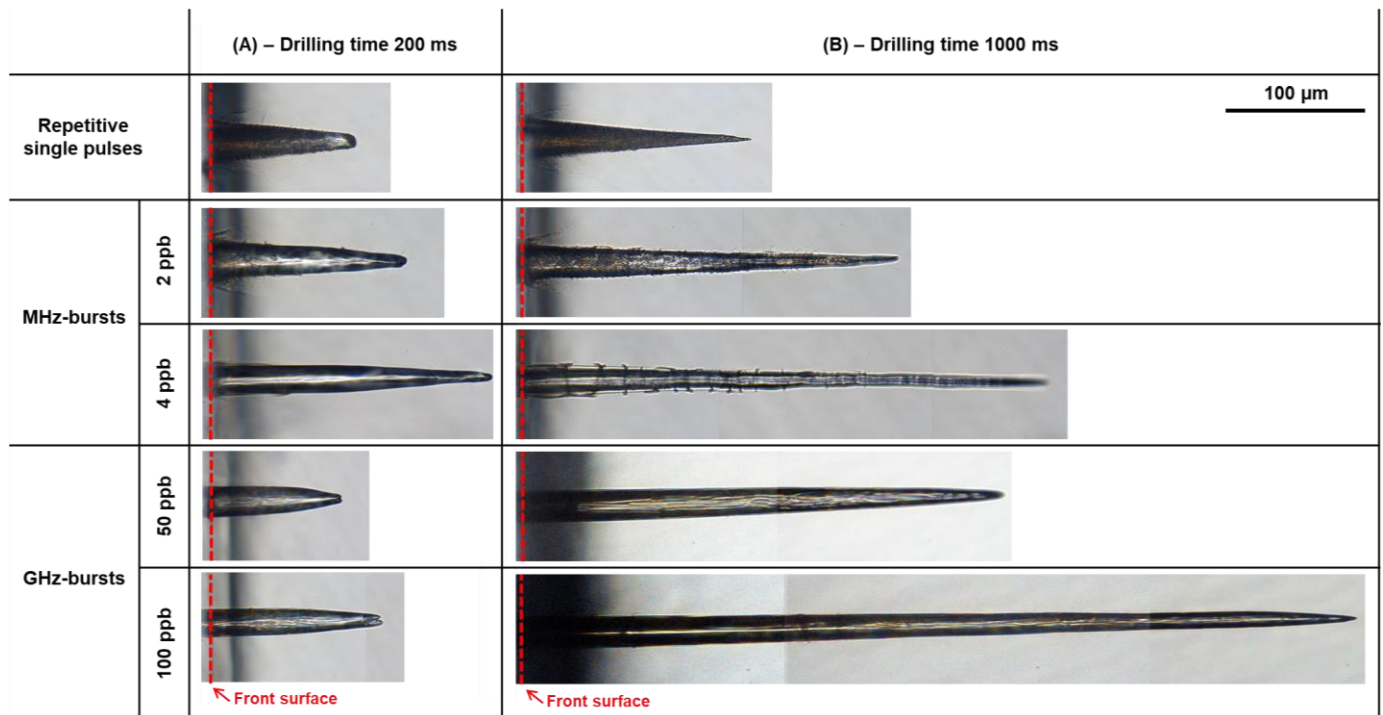 (A) – Drilling time 200 ms
(B) – Drilling time 1000 ms
Repetitive
single pulses
100 µm
MHz-bursts
2 ppb
4 ppb
GHz-bursts
50 ppb
100 ppb
Front surface
Front surface